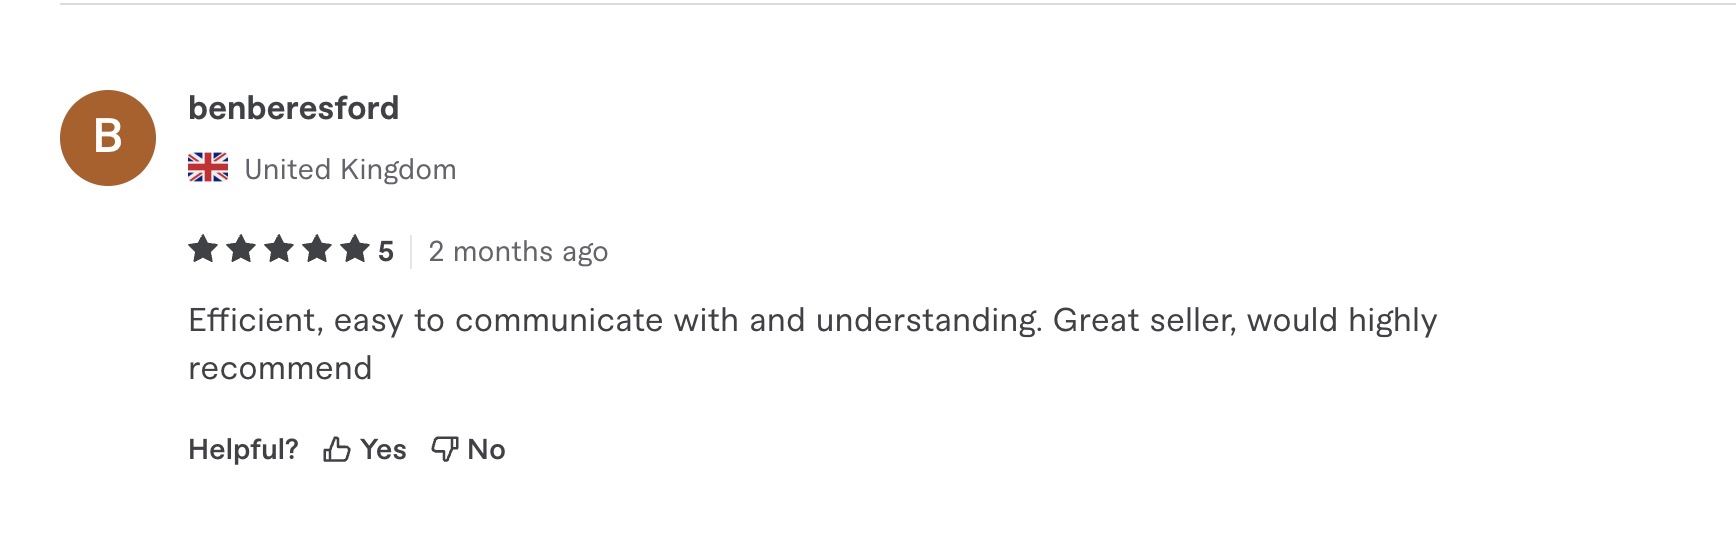 B
benberesford
United Kingdom
5
2 months ago
Efficient, easy to communicate with and understanding. Great seller, would highly
recommend
Helpful? Yes No